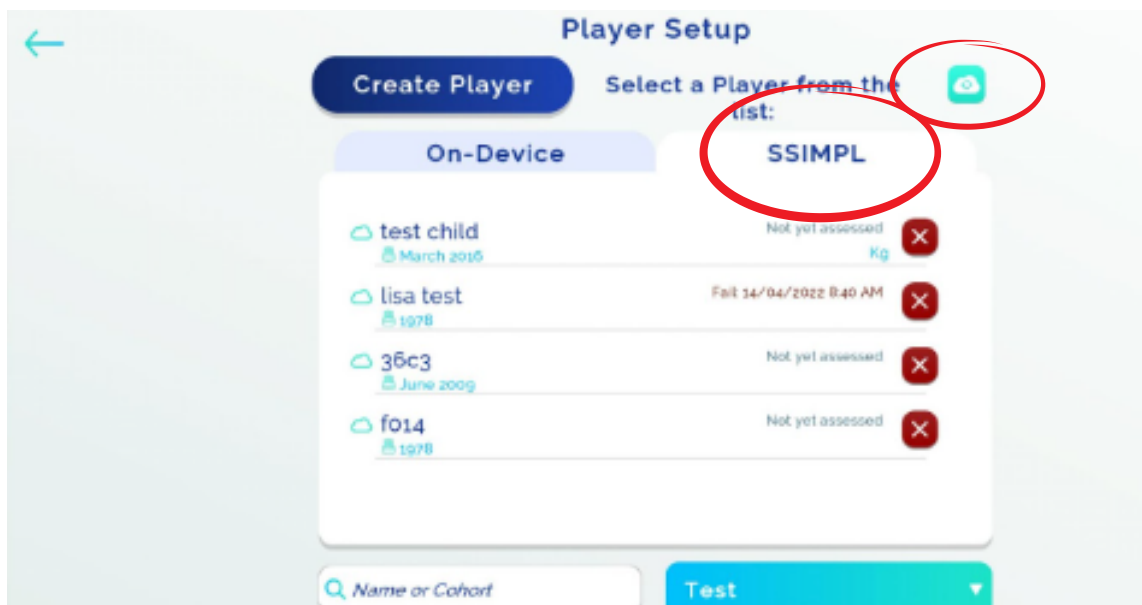 Player Setup
Create Player
Select a Player from the
list:
On-Device
SSIMPL
test child
Not yet assessed
March 2016
Kg
lisa test
Fail: 14/04/2022 8:40 AM
1978
36c3
Not yet assessed
June 2009
f014
Not yet assessed
1978
Name or Cohort
Test